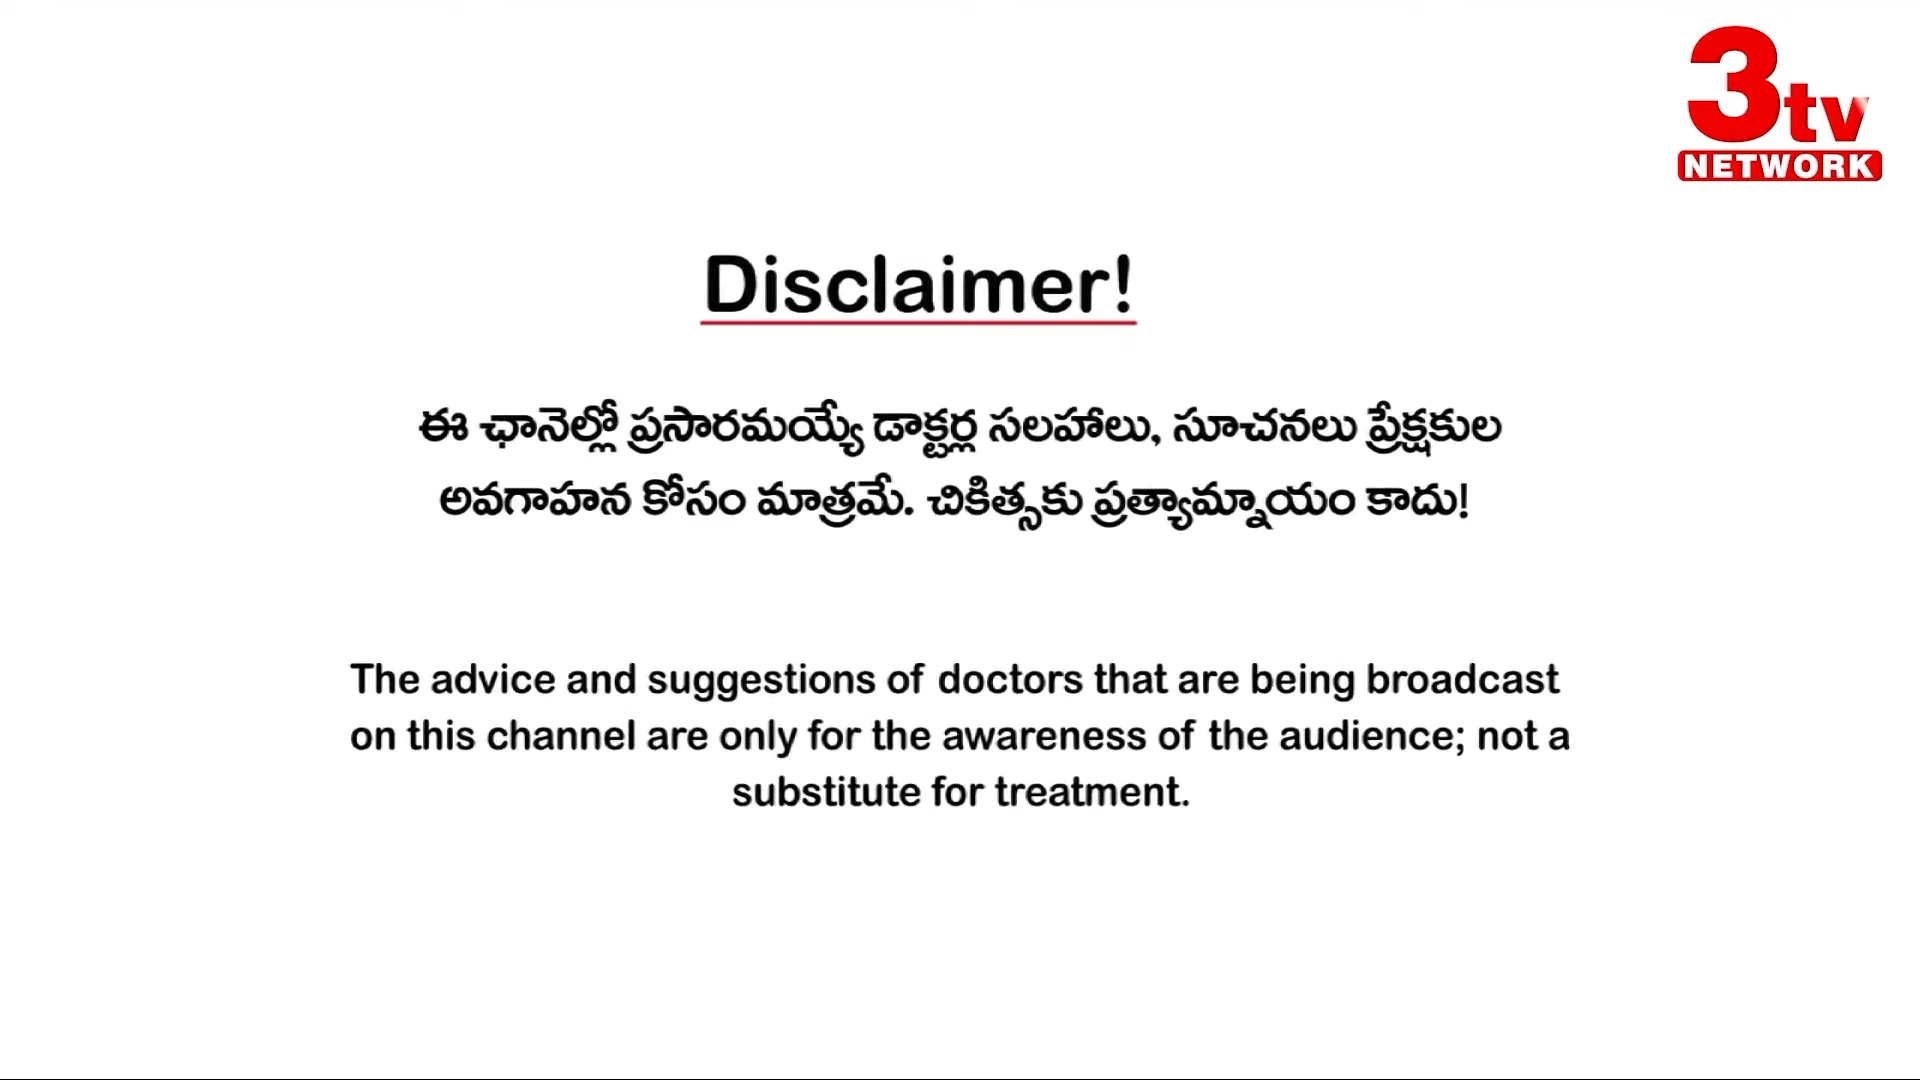 3tv
NETWORK
Disclaimer!
ఈ ఛానెల్లో ప్రసారమయ్యే డాక్టర్ల సలహాలు, సూచనలు ప్రేక్షకుల
అవగాహన కోసం మాత్రమే. చికిత్సకు ప్రత్యామ్నాయం కాదు!
The advice and suggestions of doctors that are being broadcast
on this channel are only for the awareness of the audience; not a
substitute for treatment.